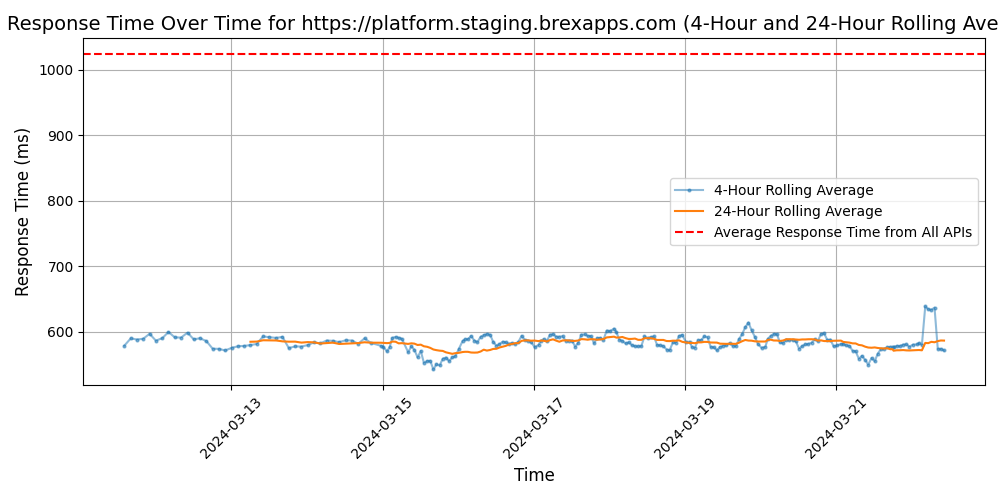 Response Time Over Time for https://platform.staging.brexapps.com (4-Hour and 24-Hour Rolling Ave
Response Time (ms)
1000
900
800
700
600
4-Hour Rolling Average
24-Hour Rolling Average
Average Response Time from All APIs
2024-03-13
2024-03-15
2024-03-17
2024-03-19
2024-03-21
Time